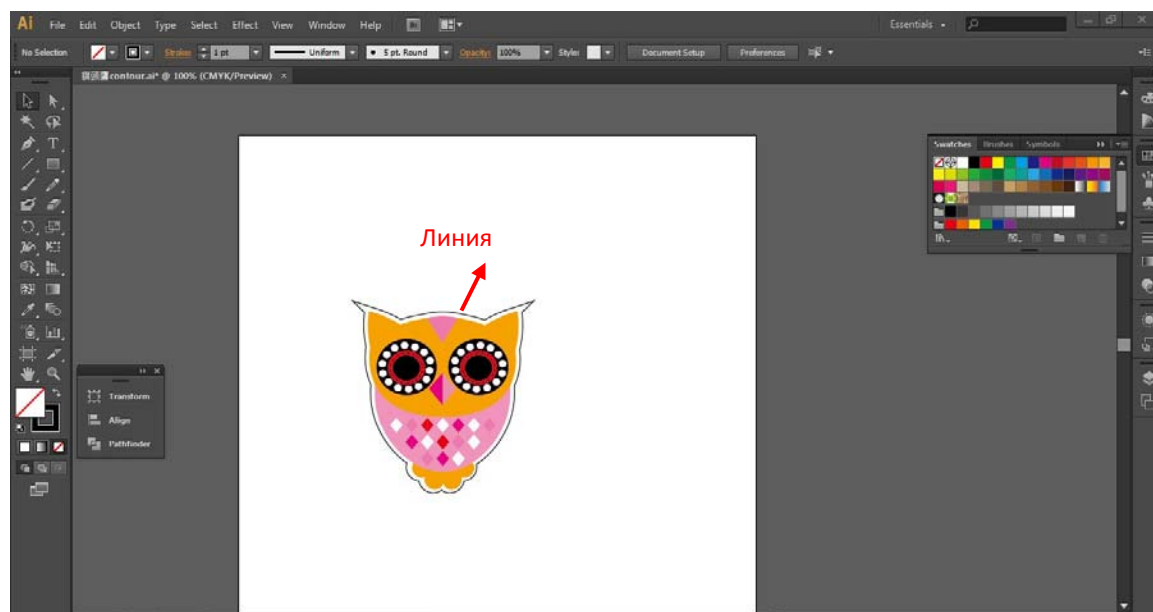 Ai File Edit Object Type Select Effect View Window Help
Essentials
No Selection Stroke: 1 pt Uniform 5 pt. Round Opacity: 100% Style: Document Setup Preferences
contour.ai* @ 100% (CMYK/Preview) ×
Swatches Brushes Symbols
Линия
Transform
Align
Pathfinder